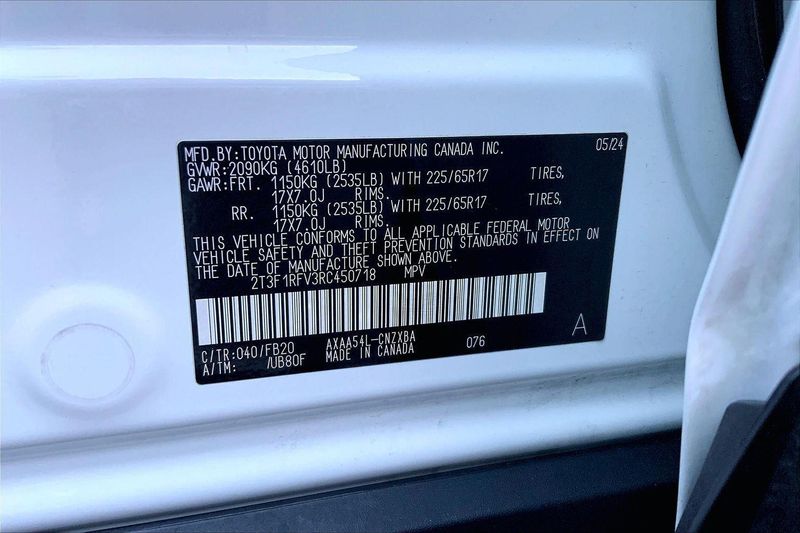 MFD.BY:TOYOTA MOTOR MANUFACTURING CANADA INC. 05/24
GVWR:2090KG (4610LB)
GAWR:FRT. 1150KG (2535LB) WITH 225/65R17 TIRES,
17X7.0J RIMS.
RR. 1150KG (2535LB) WITH 225/65R17 TIRES,
17X7.0J RIMS.
THIS VEHICLE CONFORMS TO ALL APPLICABLE FEDERAL MOTOR
VEHICLE SAFETY AND THEFT PREVENTION STANDARDS IN EFFECT ON
THE DATE OF MANUFACTURE SHOWN ABOVE.
2T3F1RFV3RC450718 MPV
C/TR:040/FB20 AXAA54L-CNZXBA 076 A
A/TM: /UB80F MADE IN CANADA